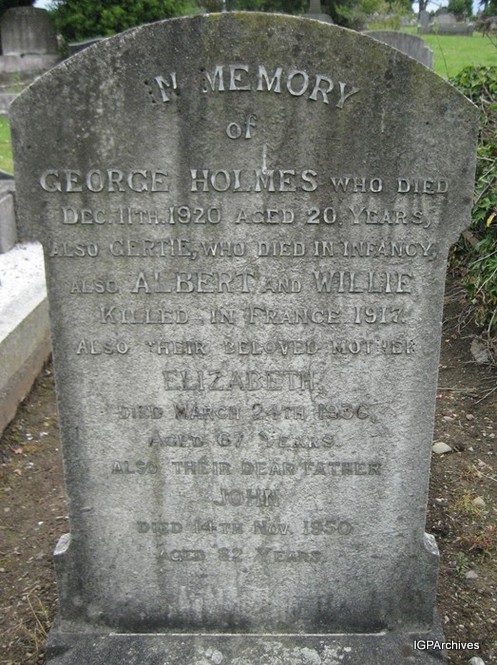 IN MEMORY
of
GEORGE HOLMES WHO DIED
DEC. 11TH. 1920 AGED 20 YEARS,
ALSO GERTIE, WHO DIED IN INFANCY,
ALSO ALBERT AND WILLIE
KILLED IN FRANCE 1917
ALSO THEIR BELOVED MOTHER
ELIZABETH,
DIED MARCH 24TH 1936,
AGED 67 YEARS.
ALSO THEIR DEAR FATHER
JOHN
DIED 14TH NOV. 1950
AGED 82 YEARS.
IGPArchives